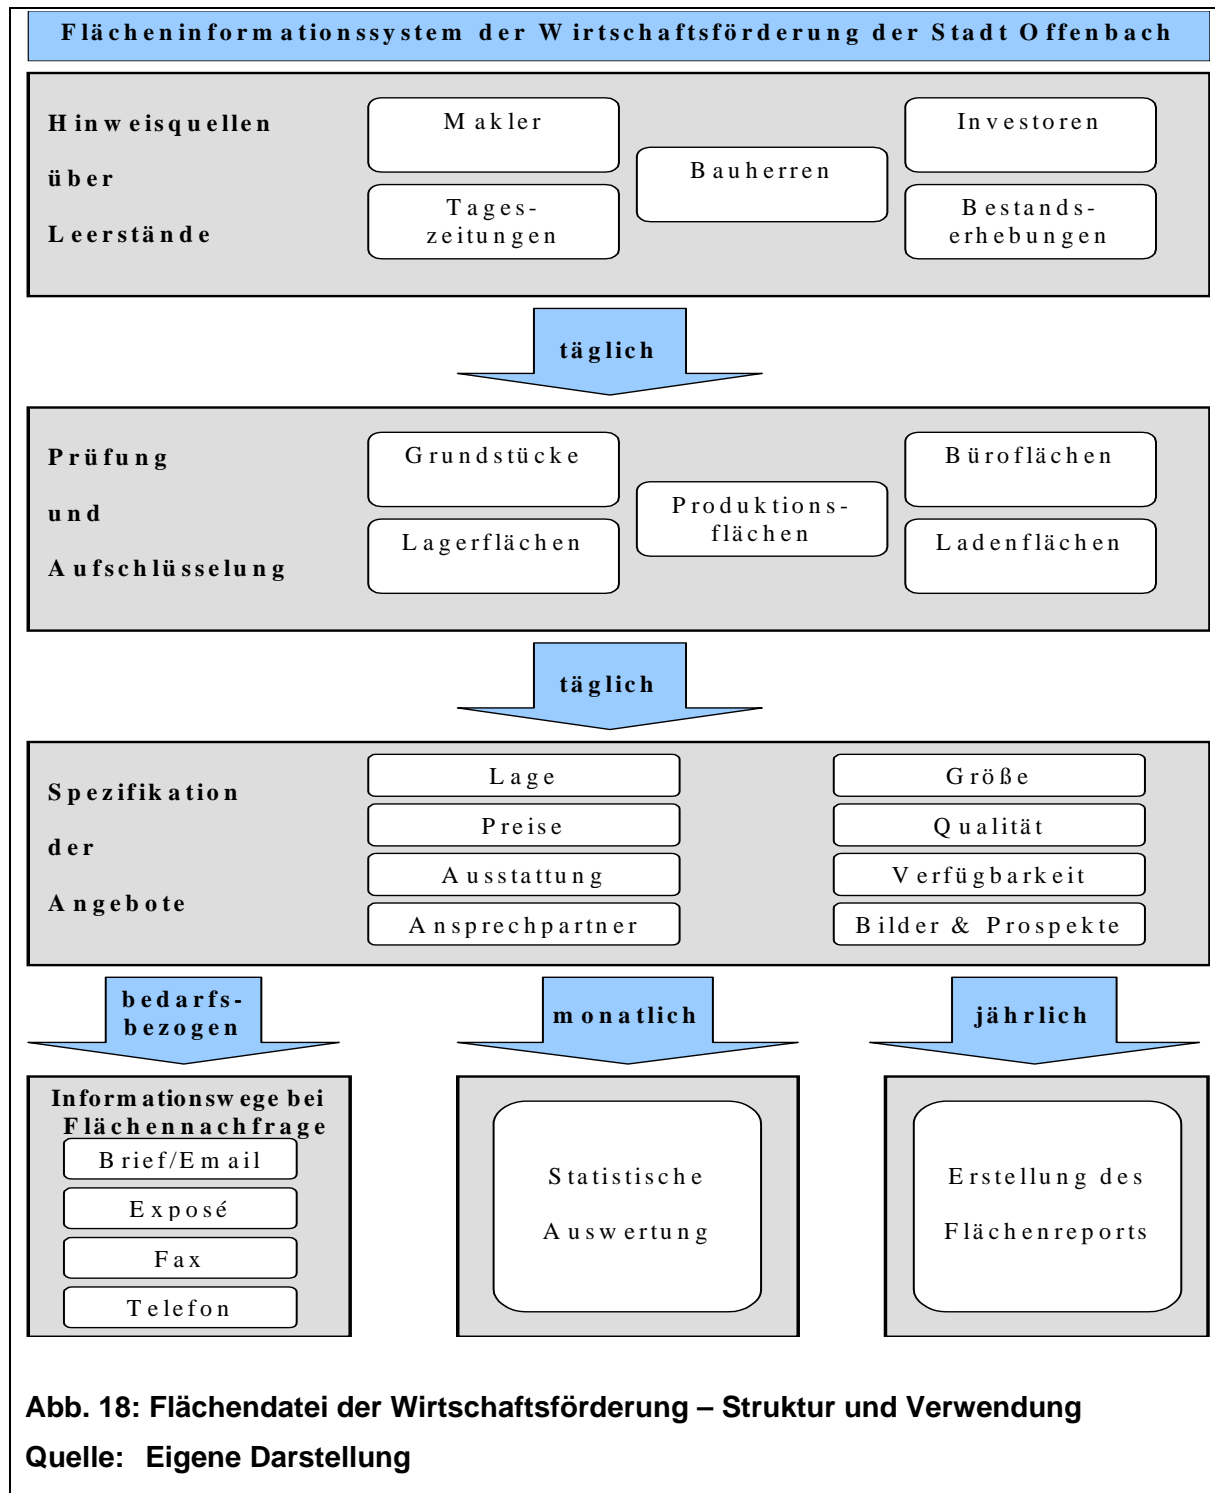 Flächeninformationssystem der Wirtschaftsförderung der Stadt Offenbach
Hinweisquellen
über
Leerstände
Makler
Investoren
Bauherren
Tages-
zeitungen
Bestands-
erhebungen
täglich
Prüfung
und
Aufschlüsselung
Grundstücke
Büroflächen
Produktions-
flächen
Lagerflächen
Ladenflächen
täglich
Spezifikation
der
Angebote
Lage
Größe
Preise
Qualität
Ausstattung
Verfügbarkeit
Ansprechpartner
Bilder & Prospekte
bedarfs-
bezogen
monatlich
jährlich
Informationswege bei
Flächennachfrage
Brief/Email
Exposé
Fax
Telefon
Statistische
Auswertung
Erstellung des
Flächenreports
Abb. 18: Flächendatei der Wirtschaftsförderung – Struktur und Verwendung
Quelle: Eigene Darstellung